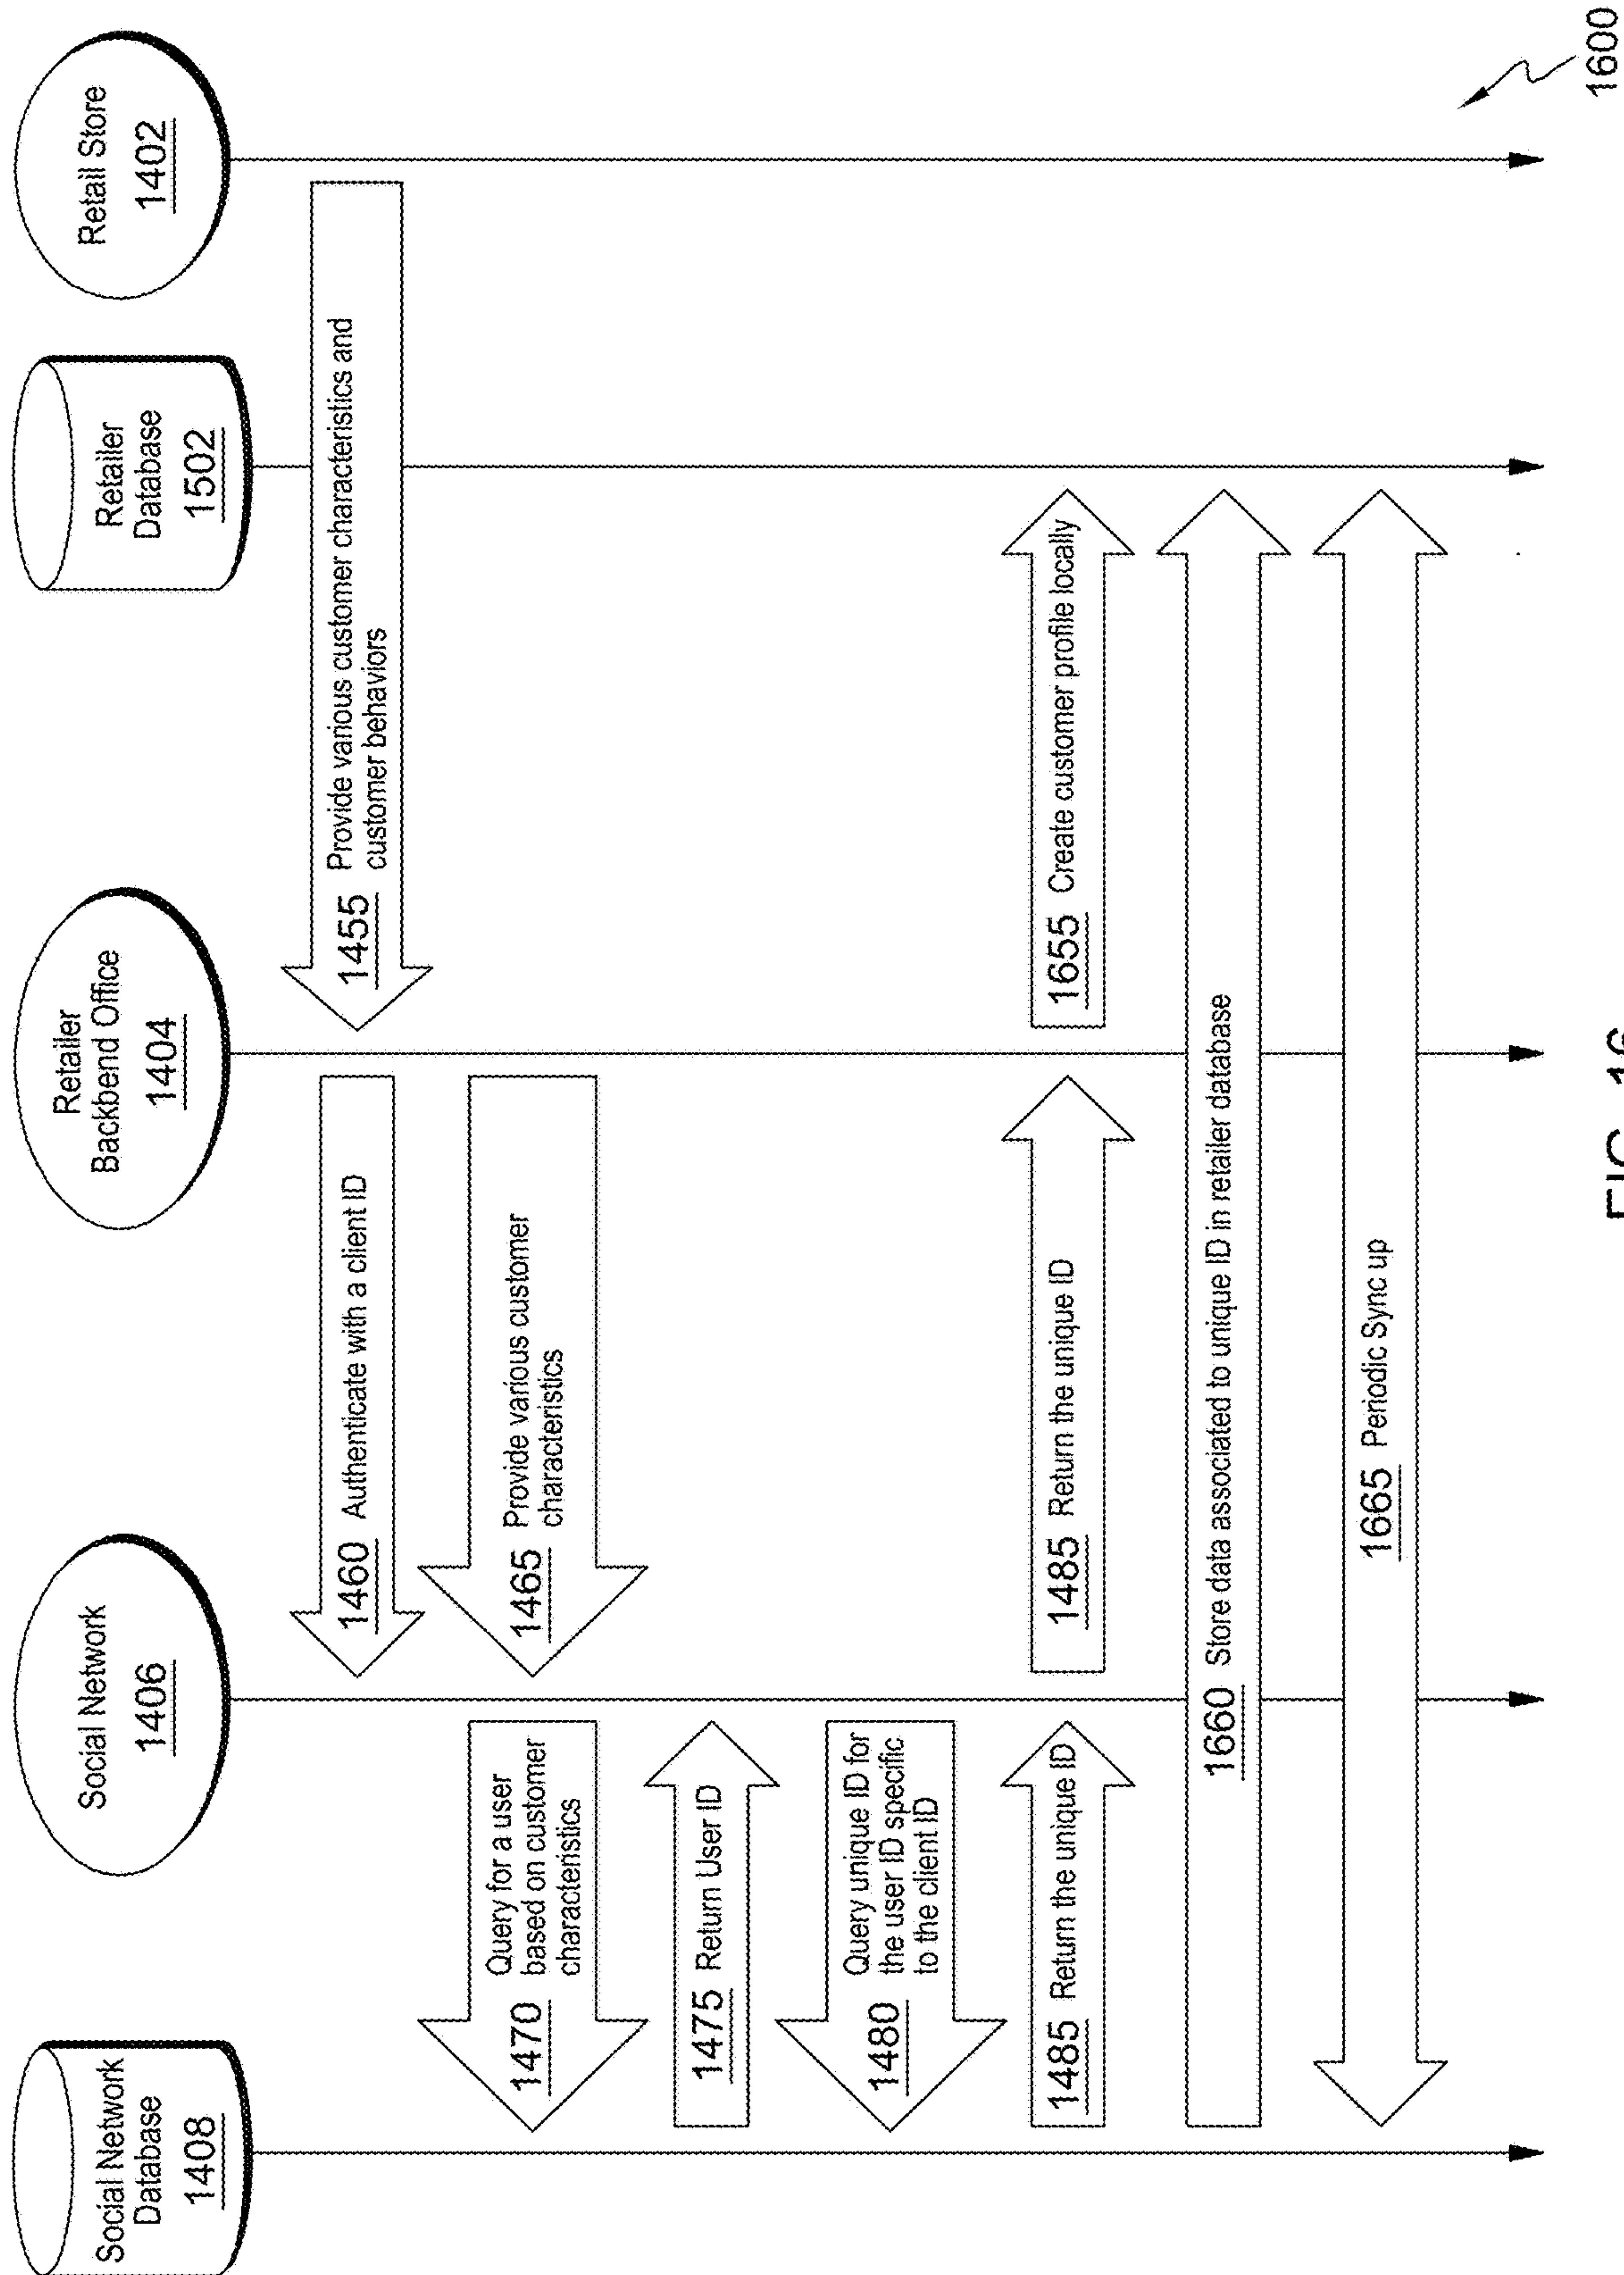 Social Network
Database
1408
Social Network
1406
Retailer
Backbend Office
1404
Retailer
Database
1502
Retail Store
1402
1455 Provide various customer characteristics and
customer behaviors
1460 Authenticate with a client ID
1465 Provide various customer
characteristics
1470 Query for a user
based on customer
characteristics
1475 Return User ID
1480 Query unique ID for
the user ID specific
to the client ID
1485 Return the unique ID
1485 Return the unique ID
1655 Create customer profile locally
1660 Store data associated to unique ID in retailer database
1665 Periodic Sync up
1600
FIG. 16